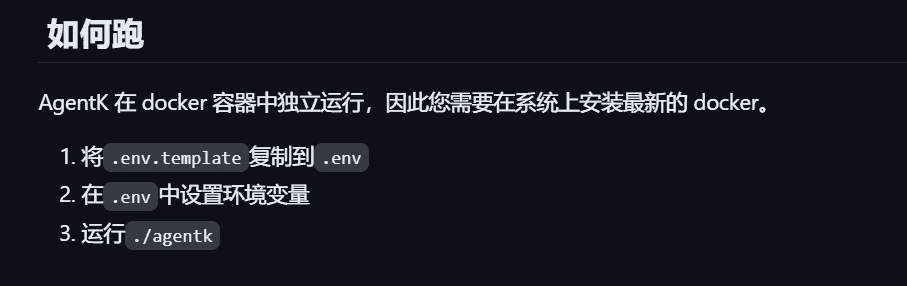 如何跑
AgentK 在 docker 容器中独立运行，因此您需要在系统上安装最新的 docker。
1. 将 .env.template 复制到 .env
2. 在 .env 中设置环境变量
3. 运行 ./agentk